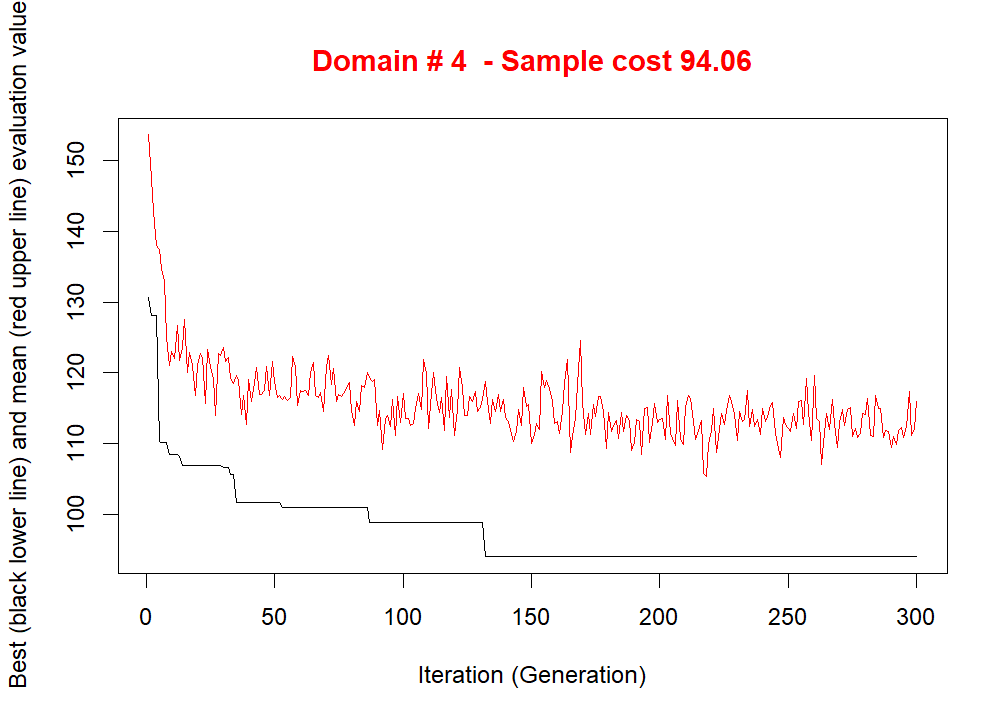 Domain # 4  - Sample cost 94.06
Best (black lower line) and mean (red upper line) evaluation value
150
140
130
120
110
100
0 50 100 150 200 250 300
Iteration (Generation)